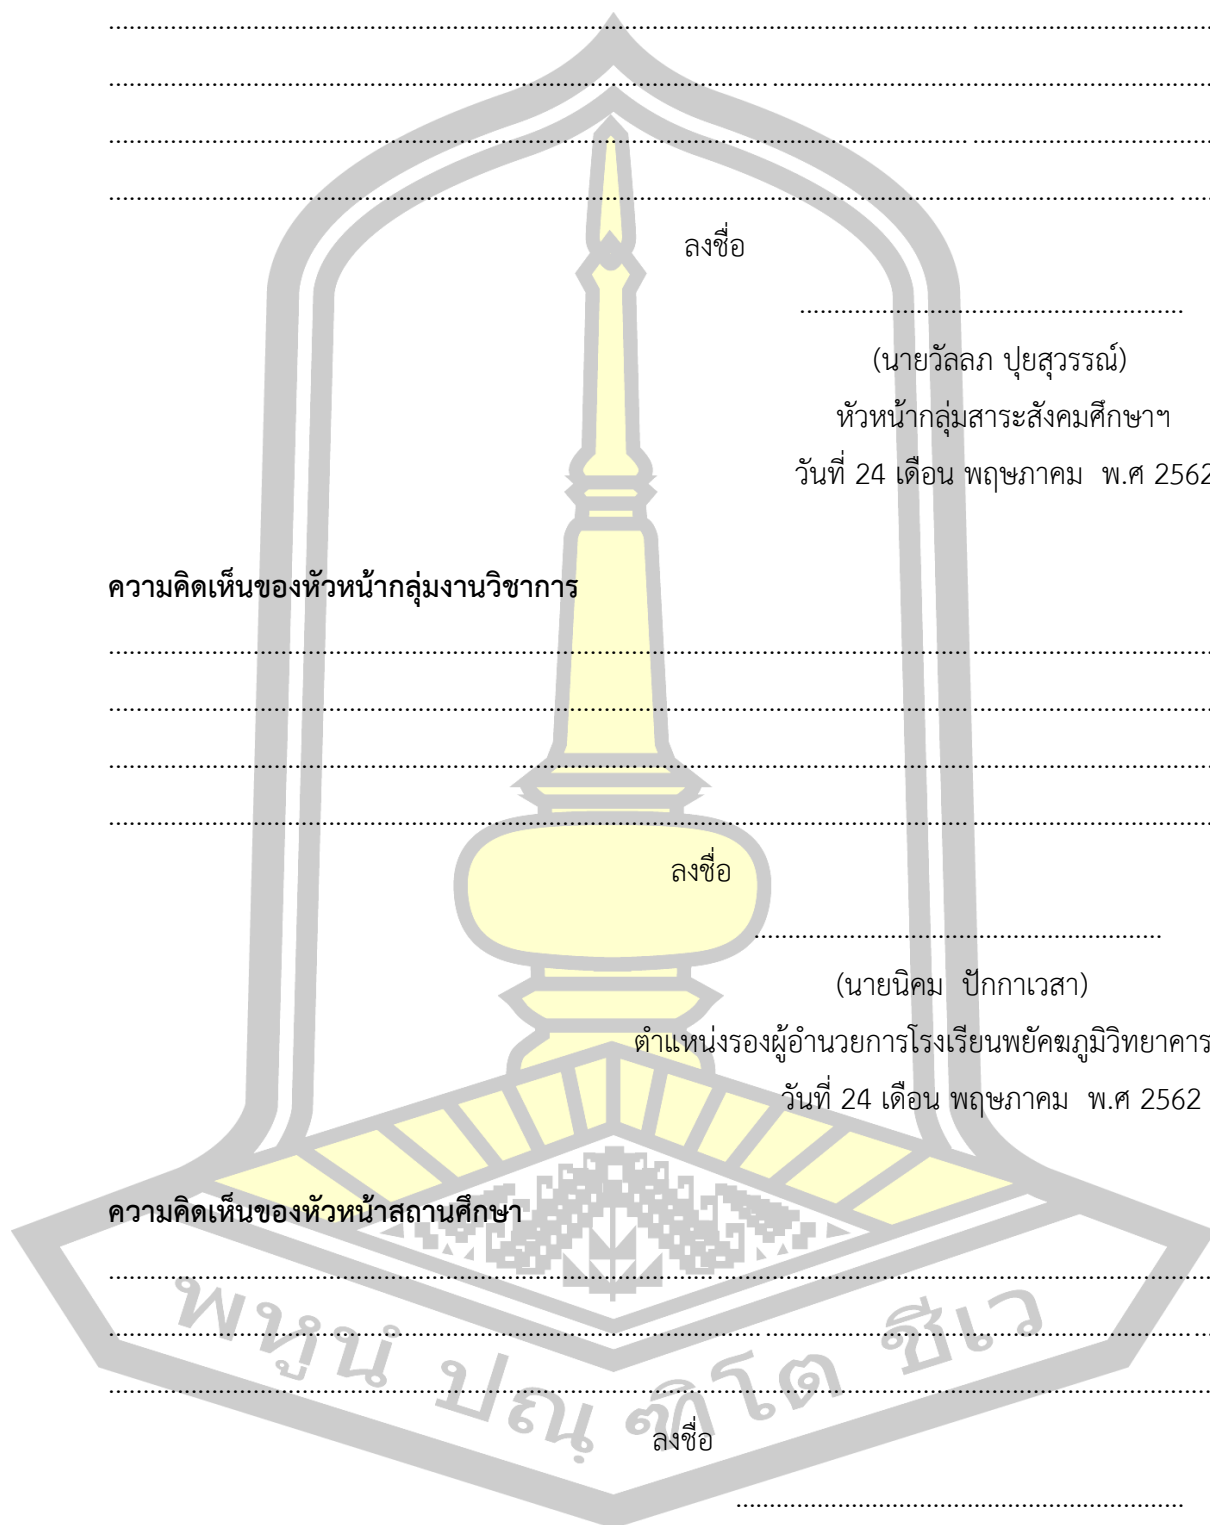 ........................................................................................................................................................................
........................................................................................................................................................................
........................................................................................................................................................................
........................................................................................................................................................................
ลงชื่อ
........................................................
(นายวัลลภ ปุยสุวรรณ์)
หัวหน้ากลุ่มสาระสังคมศึกษาฯ
วันที่ 24 เดือน พฤษภาคม พ.ศ 2562
ความคิดเห็นของหัวหน้ากลุ่มงานวิชาการ
........................................................................................................................................................................
........................................................................................................................................................................
........................................................................................................................................................................
........................................................................................................................................................................
ลงชื่อ
............................................................
(นายนิคม ปักกาเวสา)
ตำแหน่งรองผู้อำนวยการโรงเรียนพยัคฆภูมิวิทยาคาร
วันที่ 24 เดือน พฤษภาคม พ.ศ 2562
ความคิดเห็นของหัวหน้าสถานศึกษา
........................................................................................................................................................................
........................................................................................................................................................................
........................................................................................................................................................................
พหูนํ ปณฺฑิโต ชีเว
ลงชื่อ
.................................................................